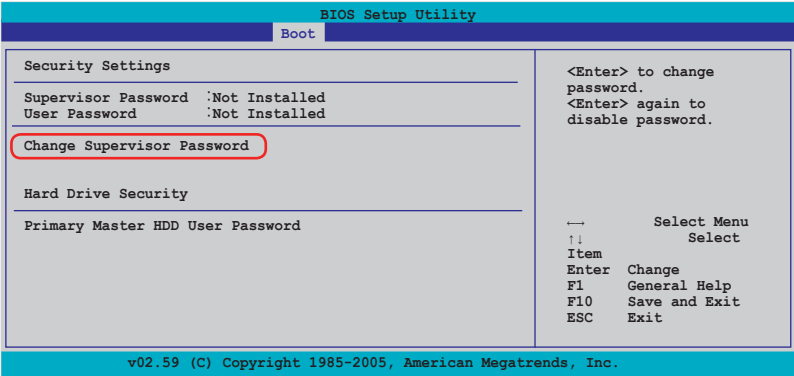 BIOS Setup Utility
Boot
Security Settings
Supervisor Password :Not Installed
User Password :Not Installed
Change Supervisor Password
Hard Drive Security
Primary Master HDD User Password
<Enter> to change
password.
<Enter> again to
disable password.
←→ Select Menu
↑↓ Select
Item
Enter Change
F1 General Help
F10 Save and Exit
ESC Exit
v02.59 (C) Copyright 1985-2005, American Megatrends, Inc.